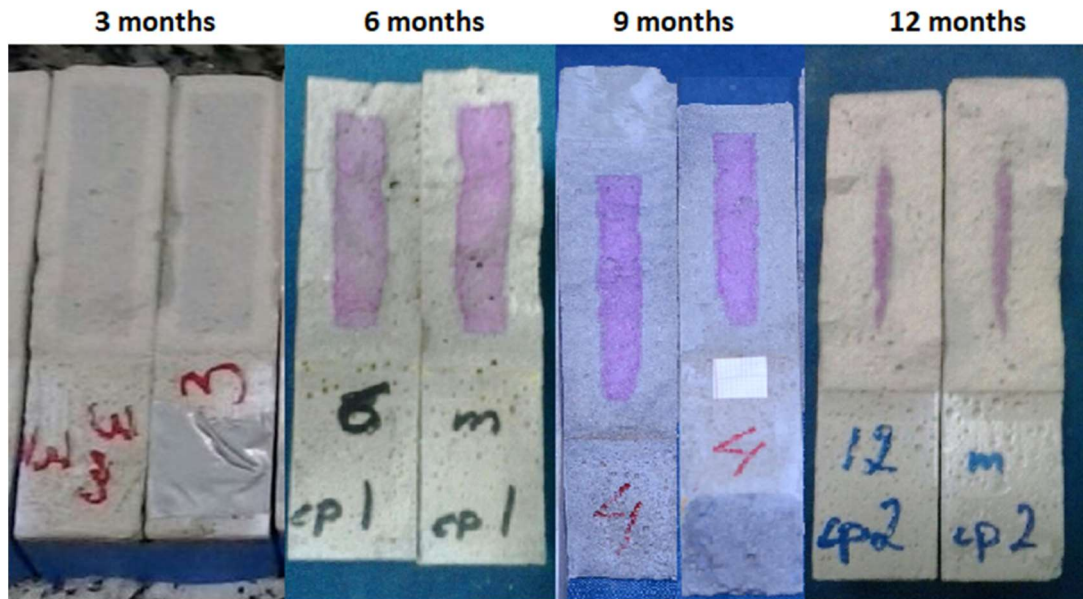 3 months
6 months
9 months
12 months
3
6 m
cp1 cp1
4
4
12 m
cp2 cp2